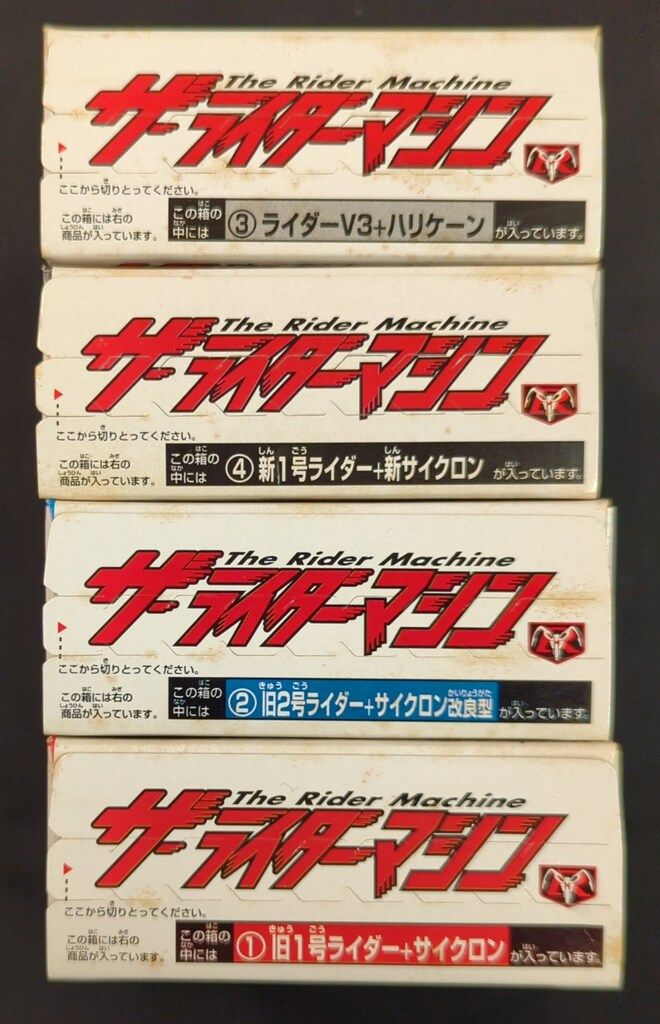 The Rider Machine
ザ・ライダーマシン
ここから切りとってください。
この箱には右の
商品が入っています。
この箱の
中には
③ライダーV3+ハリケーン
が入っています。
The Rider Machine
ザ・ライダーマシン
ここから切りとってください。
この箱には右の
商品が入っています。
この箱の
中には
④新1号ライダー+新サイクロン
が入っています。
The Rider Machine
ザ・ライダーマシン
ここから切りとってください。
この箱には右の
商品が入っています。
この箱の
中には
②旧2号ライダー+サイクロン改良型
が入っています。
The Rider Machine
ザ・ライダーマシン
ここから切りとってください。
この箱には右の
商品が入っています。
この箱の
中には
①旧1号ライダー+サイクロン
が入っています。